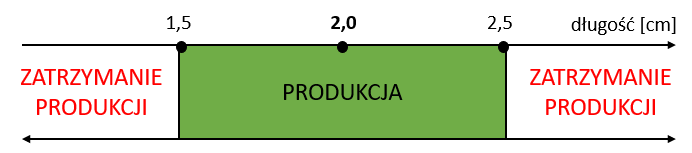 1,5 2,0 2,5 długość [cm]
ZATRZYMANIE PRODUKCJI
PRODUKCJA
ZATRZYMANIE PRODUKCJI